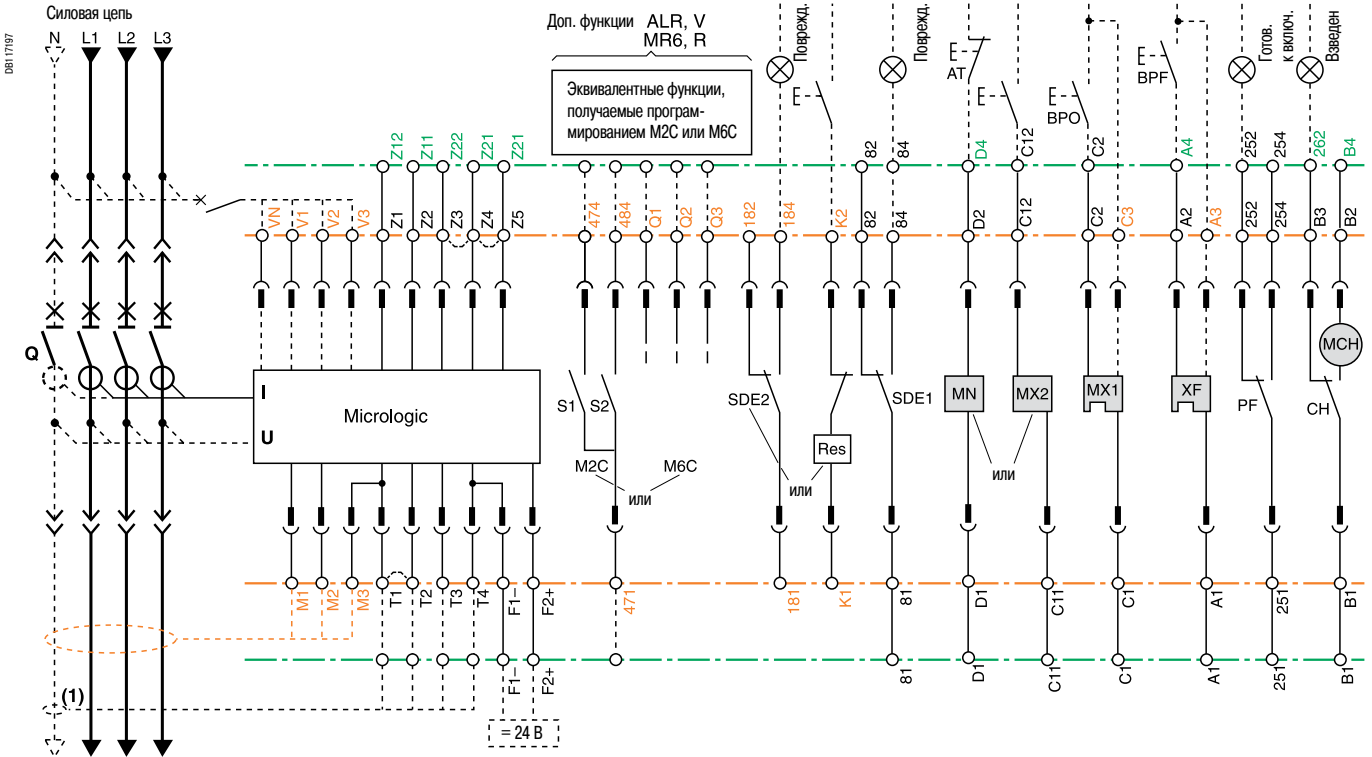 Силовая цепь
DB117197
N L1 L2 L3
Доп. функции ALR, V
MR6, R
Эквивалентные функции,
получаемые програм-
мированием M2C или M6C
Поврежд.
Поврежд.
AT
BPO
BPF
Готов.
к включ.
Взведен
Z12 Z11 Z22 Z21 Z21
82 84 D4 C12 C2 A4 252 254 262 B4
VN V1 V2 V3 Z1 Z2 Z3 Z4 Z5 474 484 Q1 Q2 Q3 182 184 K2 82 84 D2 C12 C2 C3 A2 A3 252 254 B3 B2
Q
I
Micrologic
U
S1 S2
M2C или M6C
SDE2
Res
или
SDE1
MN
MX2
или
MX1
XF
PF
MCH
CH
M1 M2 M3 T1 T2 T3 T4 F1– F2+ 471 181 K1 81 D1 C11 C1 A1 251 B1
(1)
F1– F2+ 81 D1 C11 C1 A1 251 B1
= 24 В